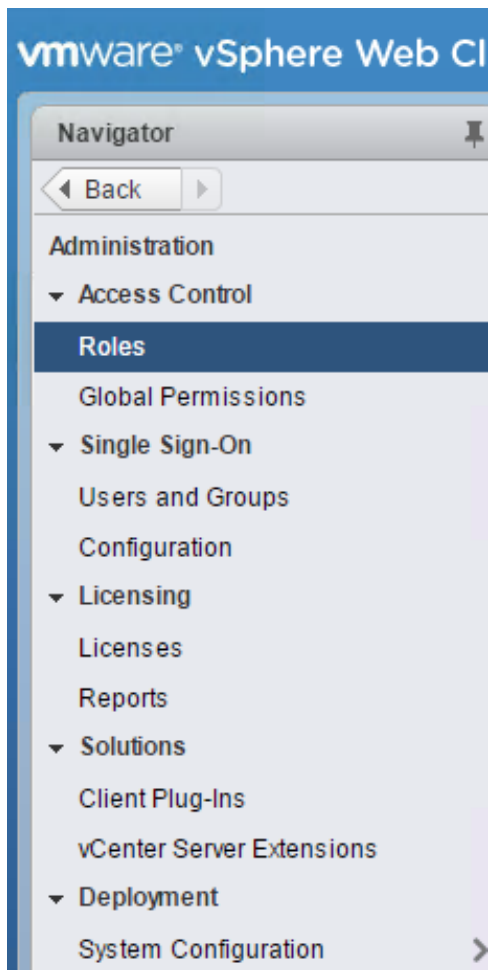 vmware® vSphere Web Cl
Navigator
Back
Administration
Access Control
Roles
Global Permissions
Single Sign-On
Users and Groups
Configuration
Licensing
Licenses
Reports
Solutions
Client Plug-Ins
vCenter Server Extensions
Deployment
System Configuration